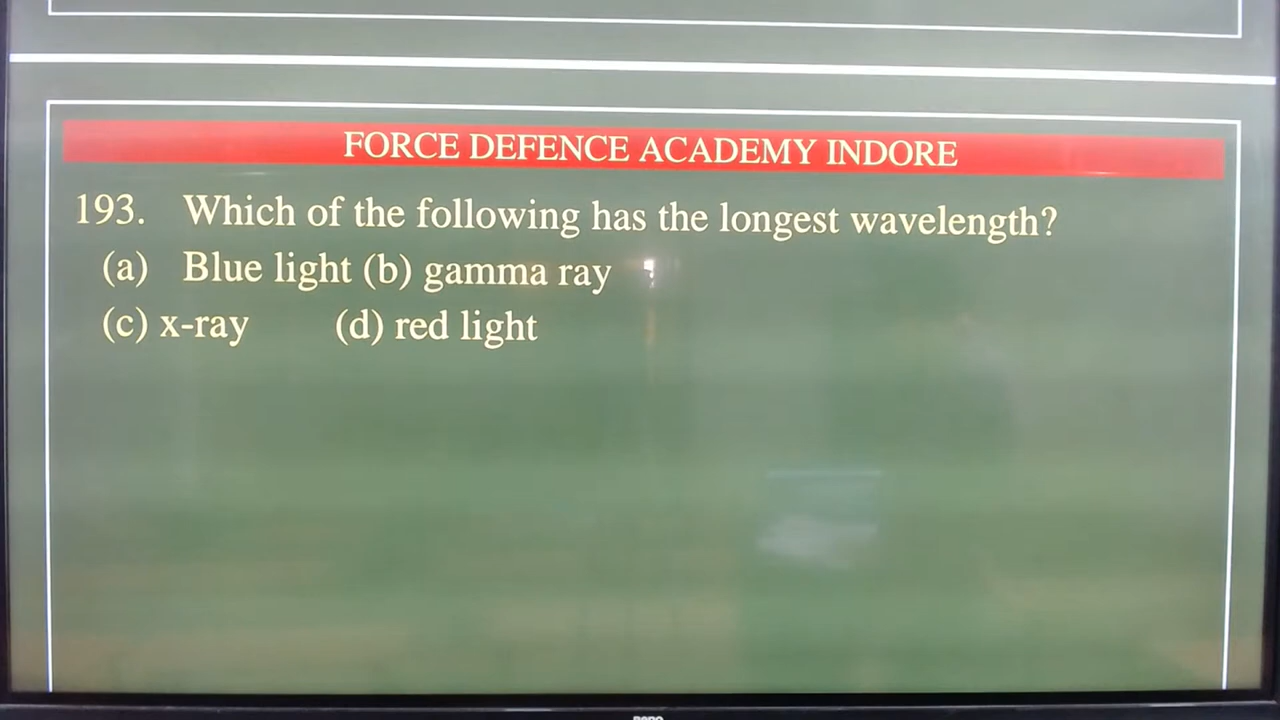 FORCE DEFENCE ACADEMY INDORE
193. Which of the following has the longest wavelength?
(a) Blue light (b) gamma ray
(c) x-ray (d) red light